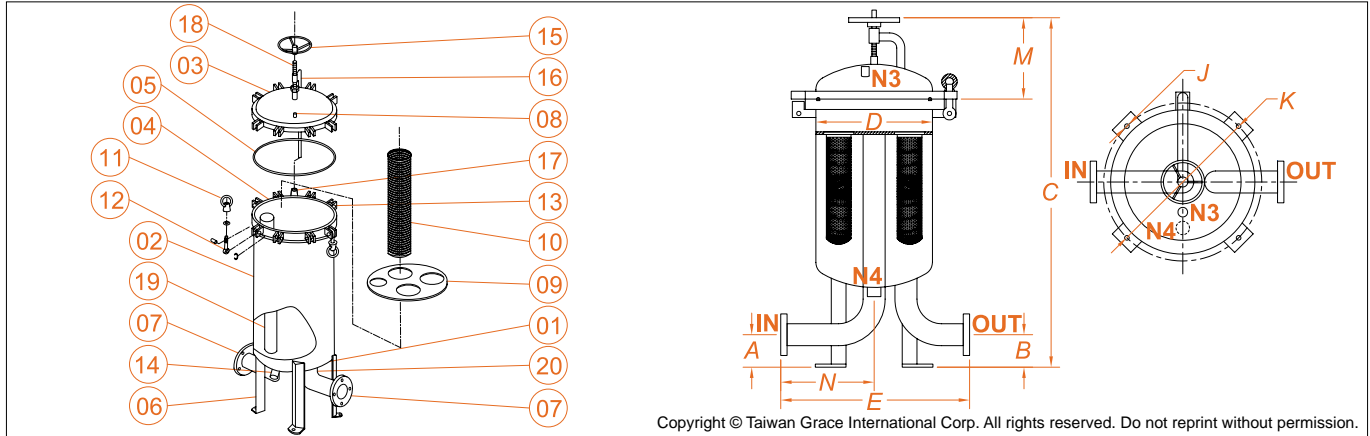 18
15
03
16
05
08
04
11
17
12
13
02
10
19
09
07
01
14
20
06
07
M
N3
D
C
N4
IN
OUT
A
B
N
E
J
K
IN
OUT
N3
N4
Copyright © Taiwan Grace International Corp. All rights reserved. Do not reprint without permission.